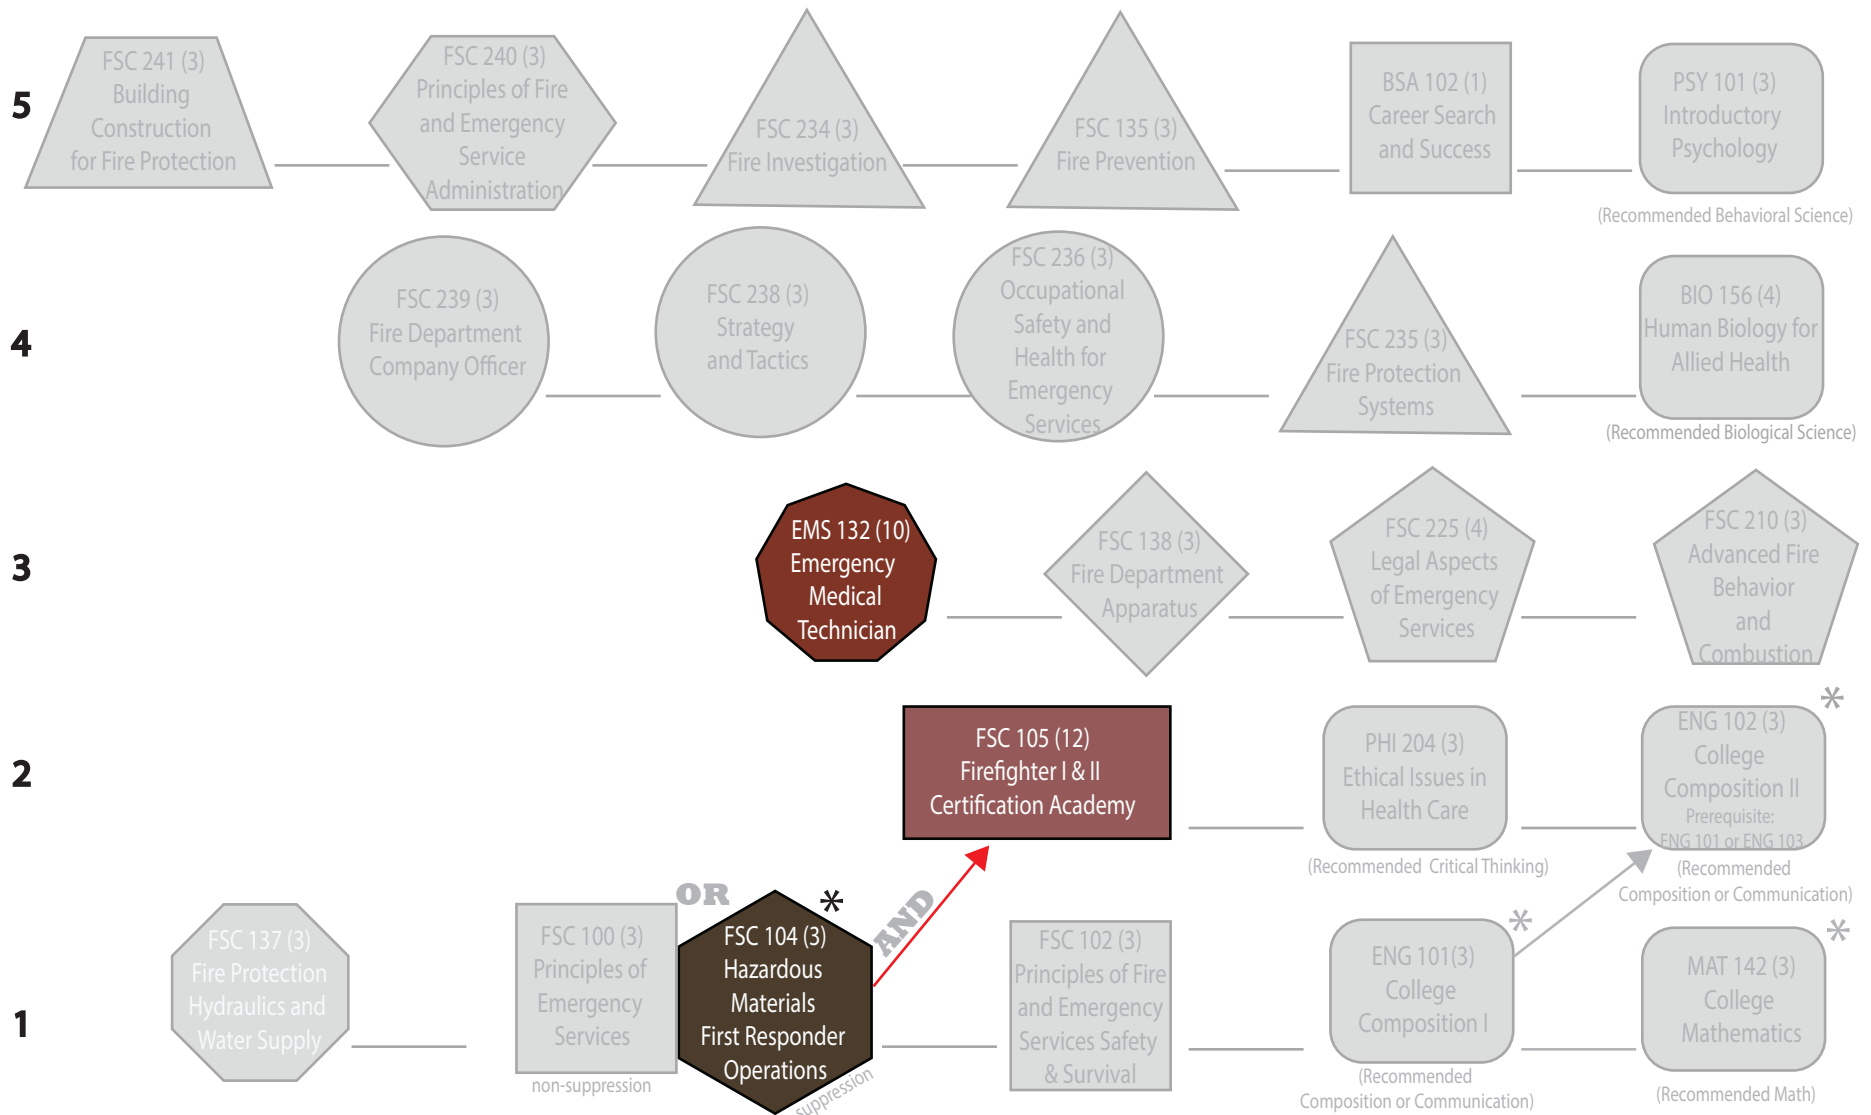 5
FSC 241 (3)
Building
Construction
for Fire Protection
FSC 240 (3)
Principles of Fire
and Emergency
Service
Administration
FSC 234 (3)
Fire Investigation
FSC 135 (3)
Fire Prevention
BSA 102 (1)
Career Search
and Success
PSY 101 (3)
Introductory
Psychology
(Recommended Behavioral Science)
4
FSC 239 (3)
Fire Department
Company Officer
FSC 238 (3)
Strategy
and Tactics
FSC 236 (3)
Occupational
Safety and
Health for
Emergency
Services
FSC 235 (3)
Fire Protection
Systems
BIO 156 (4)
Human Biology for
Allied Health
(Recommended Biological Science)
3
EMS 132 (10)
Emergency
Medical
Technician
FSC 138 (3)
Fire Department
Apparatus
FSC 225 (4)
Legal Aspects
of Emergency
Services
FSC 210 (3)
Advanced Fire
Behavior
and
Combustion
2
FSC 105 (12)
Firefighter I & II
Certification Academy
PHI 204 (3)
Ethical Issues in
Health Care
(Recommended Critical Thinking)
*
ENG 102 (3)
College
Composition II
Prerequisite:
ENG 101 or ENG 103
(Recommended
Composition or Communication)
1
FSC 137 (3)
Fire Protection
Hydraulics and
Water Supply
FSC 100 (3)
Principles of
Emergency
Services
non-suppression
OR
*
FSC 104 (3)
Hazardous
Materials
First Responder
Operations
suppression
AND
FSC 102 (3)
Principles of Fire
and Emergency
Services Safety
& Survival
*
ENG 101(3)
College
Composition I
(Recommended
Composition or Communication)
*
MAT 142 (3)
College
Mathematics
(Recommended Math)